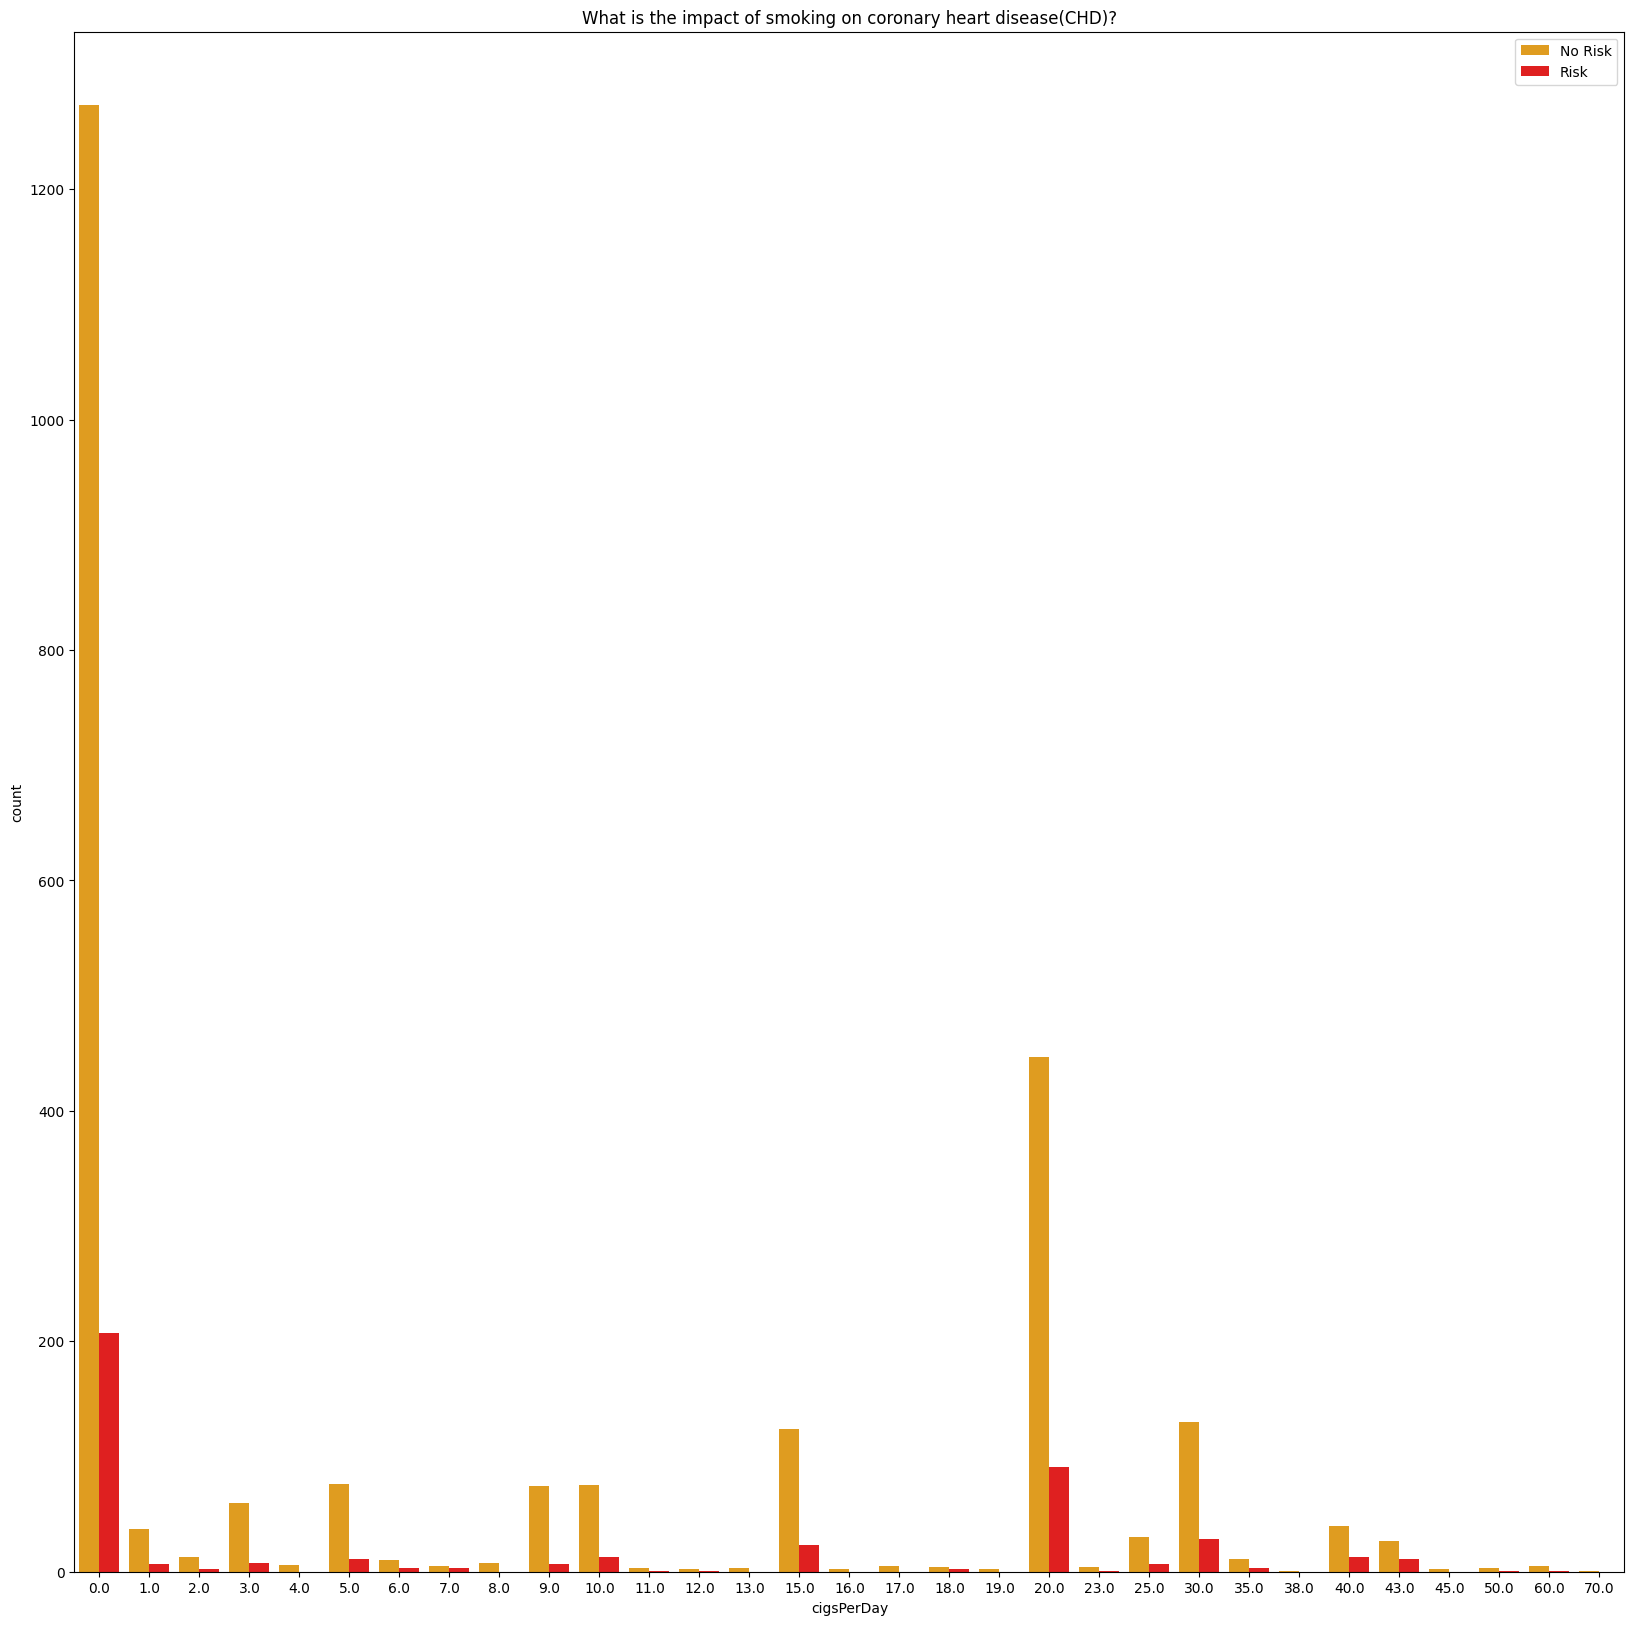 What is the impact of smoking on coronary heart disease(CHD)?
No Risk
Risk
1200
1000
800
600
400
200
0
count
0.0 1.0 2.0 3.0 4.0 5.0 6.0 7.0 8.0 9.0 10.0 11.0 12.0 13.0 15.0 16.0 17.0 18.0 19.0 20.0 23.0 25.0 30.0 35.0 38.0 40.0 43.0 45.0 50.0 60.0 70.0
cigsPerDay